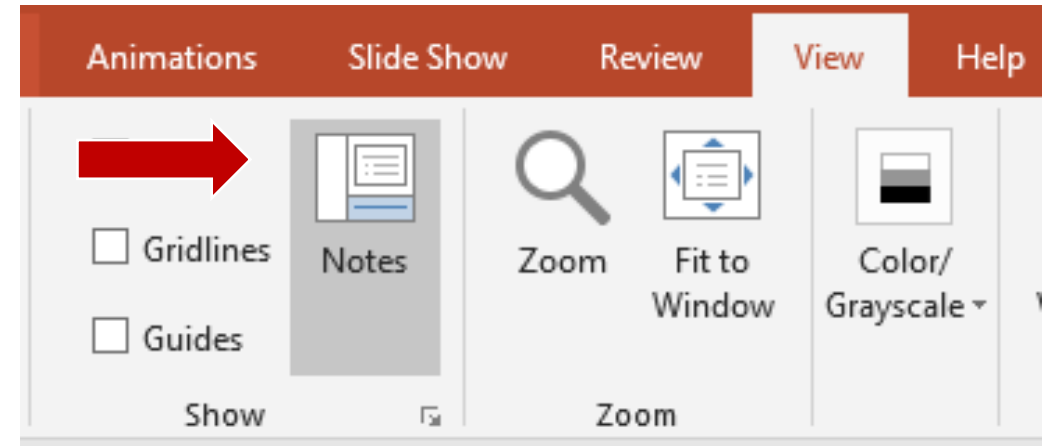 Animations Slide Show Review View Help
Gridlines
Guides
Notes
Zoom
Fit to
Window
Color/
Grayscale
Show
Zoom